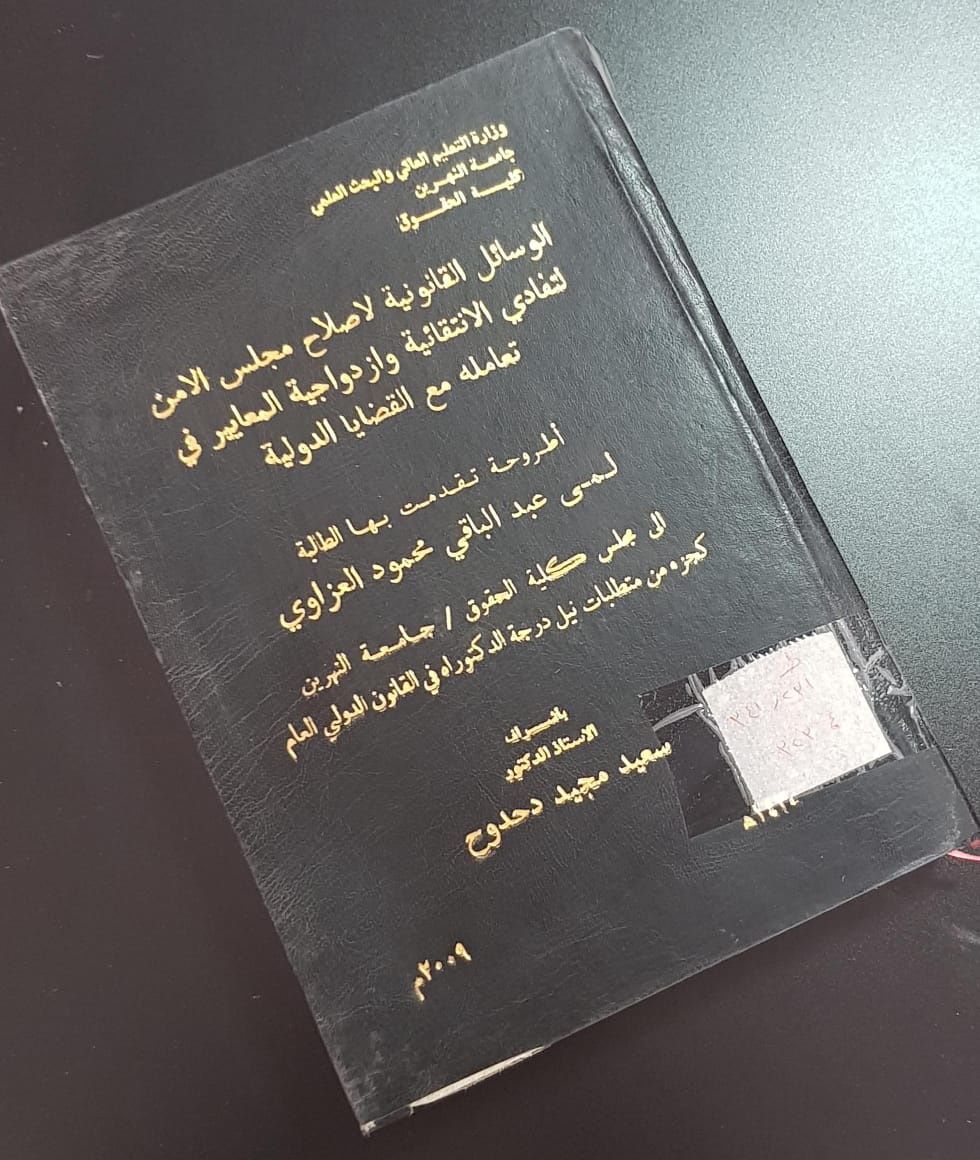 وزارة التعليم العالي والبحث العلمي
جامعة النهرين
كلية الحقوق
الوسائل القانونية لاصلاح مجلس الامن
لتفادي الانتقائية وازدواجية المعايير في
تعامله مع القضايا الدولية
أطروحة تقدمت بها الطالبة
لمى عبد الباقي محمود العزاوي
الى مجلس كلية الحقوق / جامعة النهرين
كجزء من متطلبات نيل درجة الدكتوراه في القانون الدولي العام
باشراف
الاستاذ الدكتور
سعيد مجيد دحدوح
٢٠٠٩م